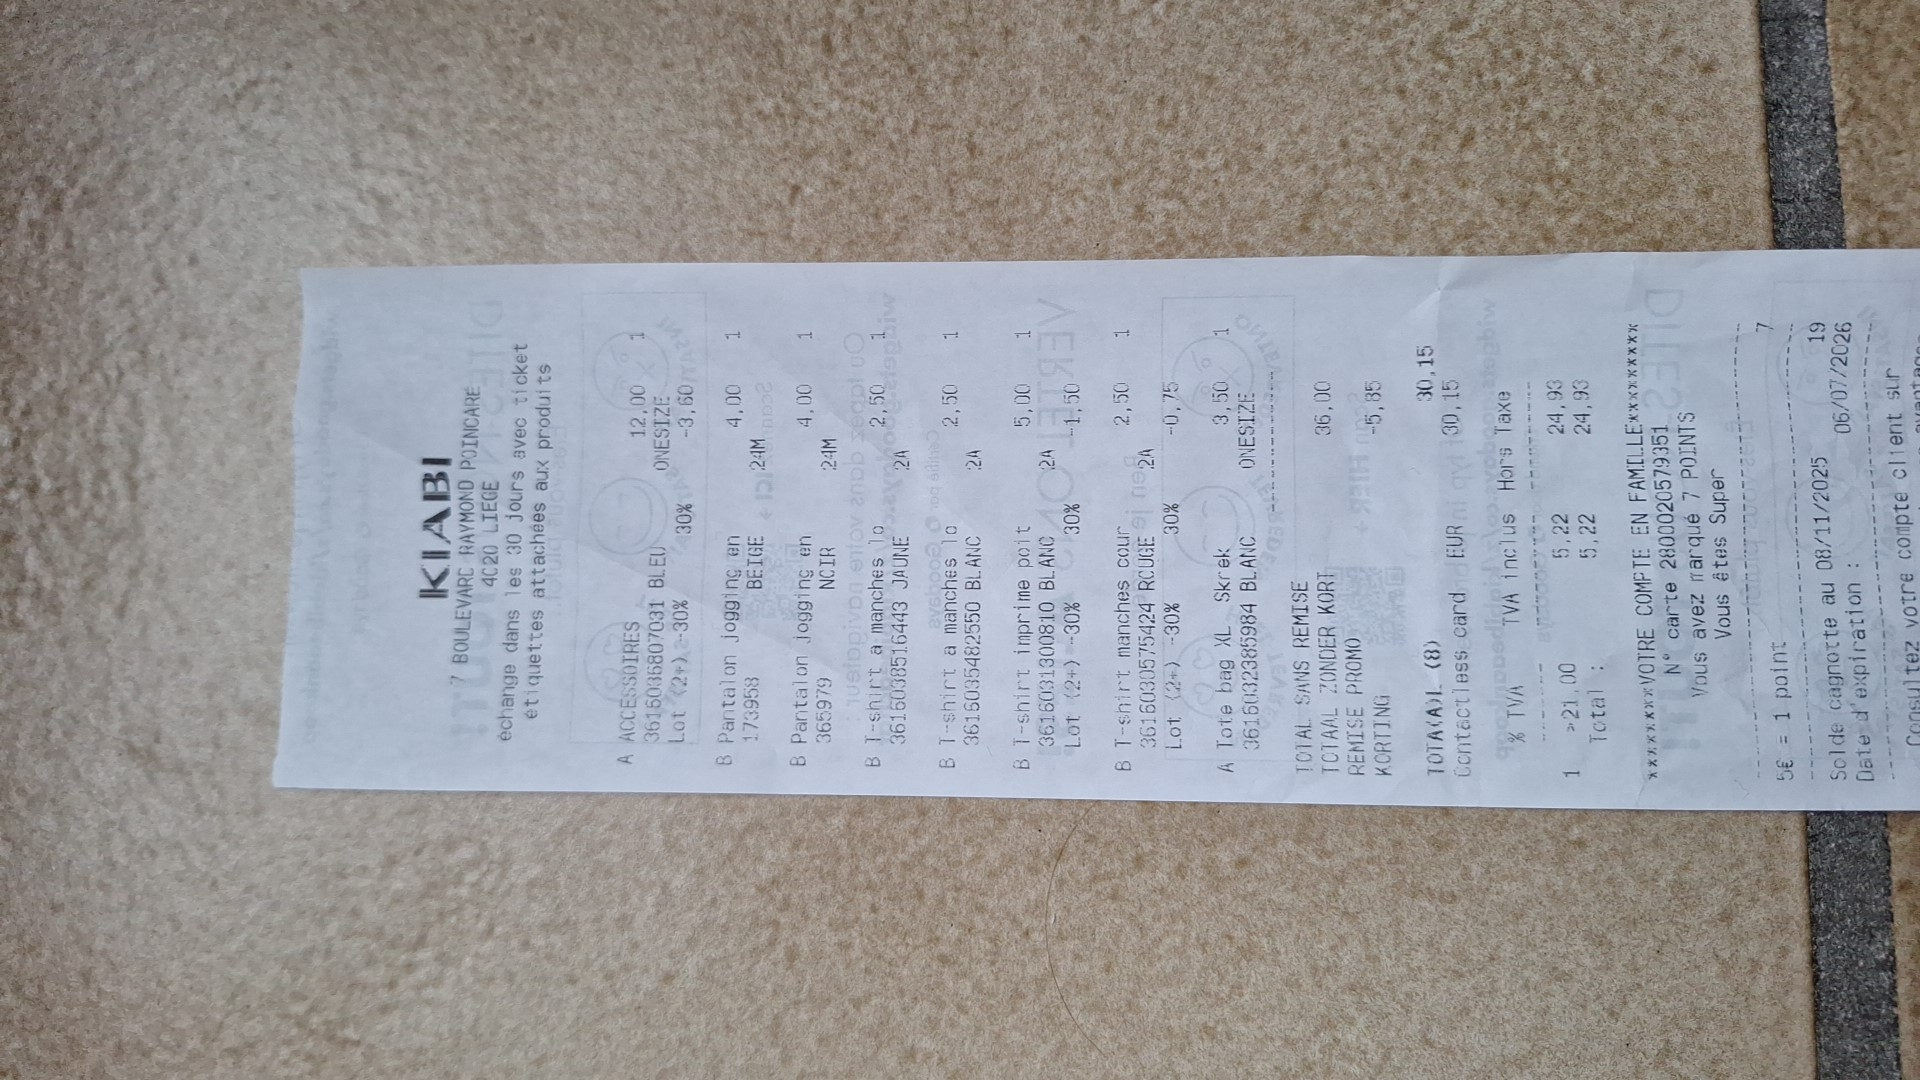 KIABI
7 BOULEVARD RAYMOND POINCARE
4020 LIEGE
échange dans les 30 jours avec ticket
étiquettes attachées aux produits
A ACCESSOIRES 12,00 1
3616036807031 BLEU ONESIZE
Lot (2+) -30% 30% -3,60
B Pantalon jogging en 4,00 1
173958 BEIGE :24M
B Pantalon jogging en 4,00 1
365979 NOIR :24M
B T-shirt a manches lo 2,50 1
3616038516443 JAUNE :2A
B T-shirt a manches lo 2,50 1
3616035482550 BLANC :2A
B T-shirt imprime point 5,00 1
3616031300810 BLANC :2A
Lot (2+) -30% 30% -1,50
B T-shirt manches cour 2,50 1
3616030575424 ROUGE :2A
Lot (2+) -30% 30% -0,75
A Tote bag XL Skrek 3,50 1
3616032385984 BLANC ONESIZE
TOTAL SANS REMISE
TOTAAL ZONDER KORT 36,00
REMISE PROMO
KORTING -5,85
TOTA(A)L (8) 30,15
Contactless card EUR 30,15
% TVA TVA inclus Hors Taxe
1 >21,00 5,22 24,93
Total : 5,22 24,93
*********VOTRE COMPTE EN FAMILLE*********
N° carte 2800020579351
Vous avez marqué 7 POINTS
Vous êtes Super
5€ = 1 point 7
Solde cagnotte au 08/11/2025 19
Date d'expiration : 06/07/2026
Consultez votre compte client sur